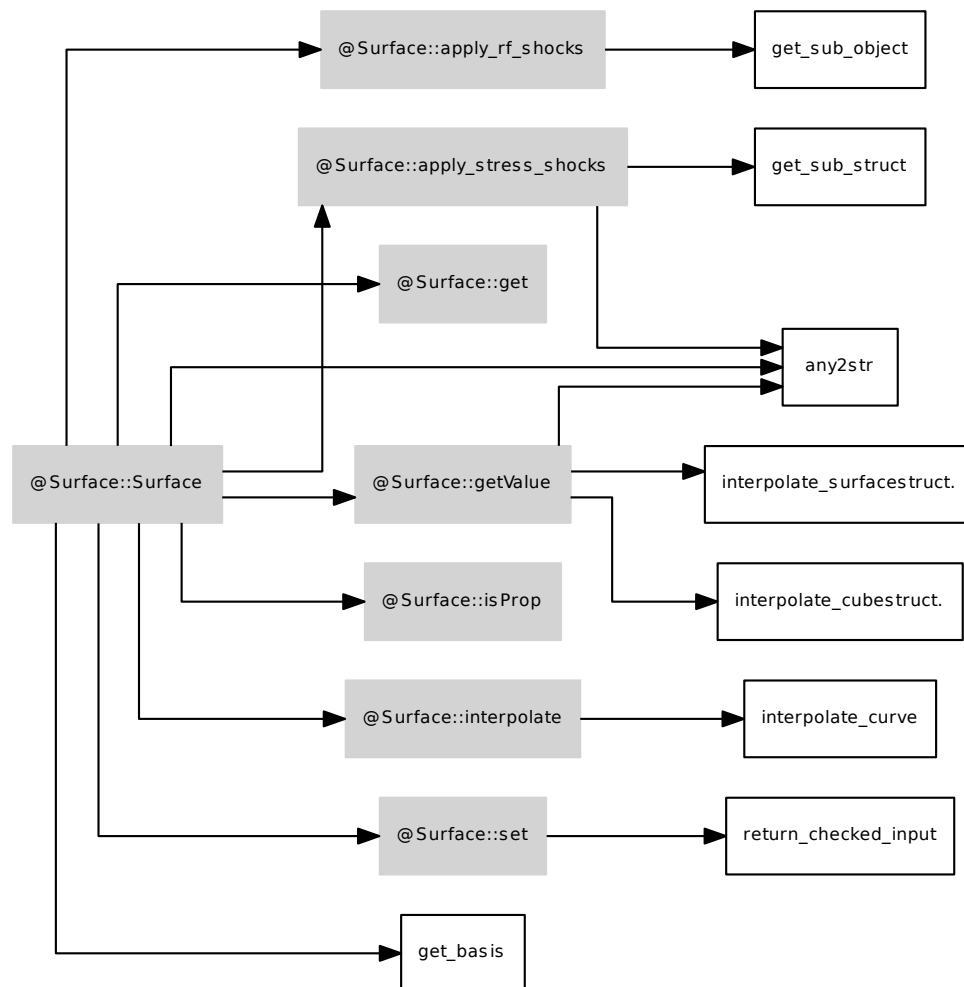 @Surface::apply_rf_shocks
get_sub_object
@Surface::apply_stress_shocks
get_sub_struct
@Surface::get
any2str
@Surface::Surface
@Surface::getValue
interpolate_surfacestruct.
@Surface::isProp
interpolate_cubestruct.
@Surface::interpolate
interpolate_curve
@Surface::set
return_checked_input
get_basis